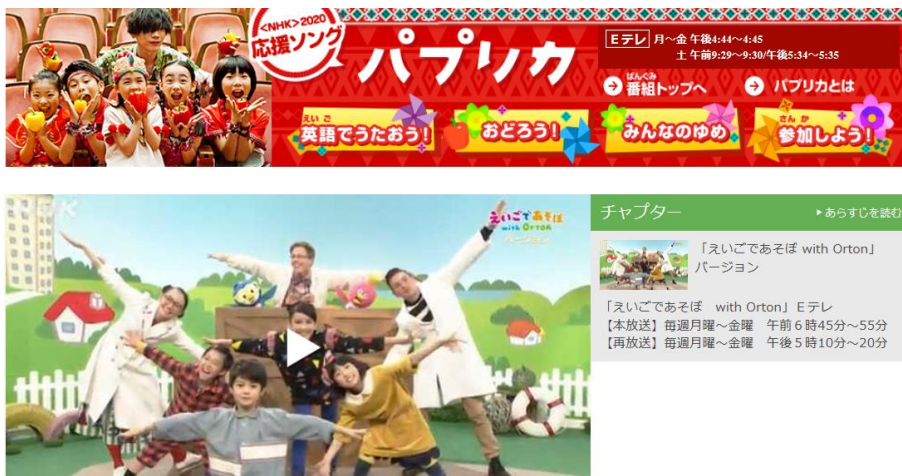 <NHK>2020
応援ソング
パプリカ
Eテレ 月～金 午後4:44～4:45
土 午前9:29～9:30/午後5:34～5:35
ばんぐみ
番組トップへ
パプリカとは
えいご
英語でうたおう!
おどろう!
みんなのゆめ
さんか
参加しよう!
NHK
えいごであそぼ
with Orton
バージョン
チャプター
あらすじを読む
「えいごであそぼ with Orton」
バージョン
「えいごであそぼ　with Orton」Eテレ
【本放送】毎週月曜～金曜　午前6時45分～55分
【再放送】毎週月曜～金曜　午後5時10分～20分